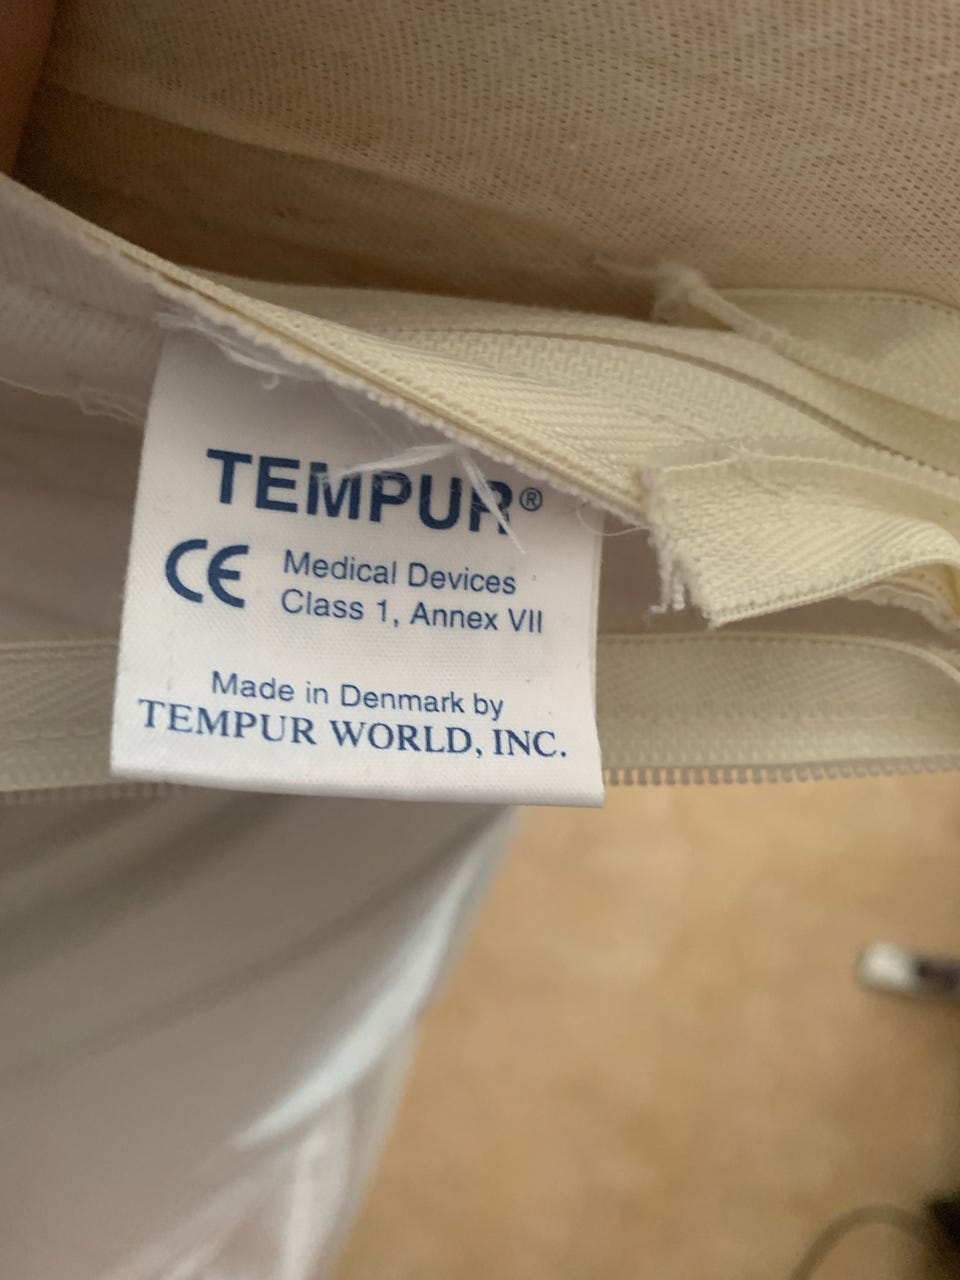 TEMPUR®
CE
Medical Devices
Class 1, Annex VII
Made in Denmark by
TEMPUR WORLD, INC.